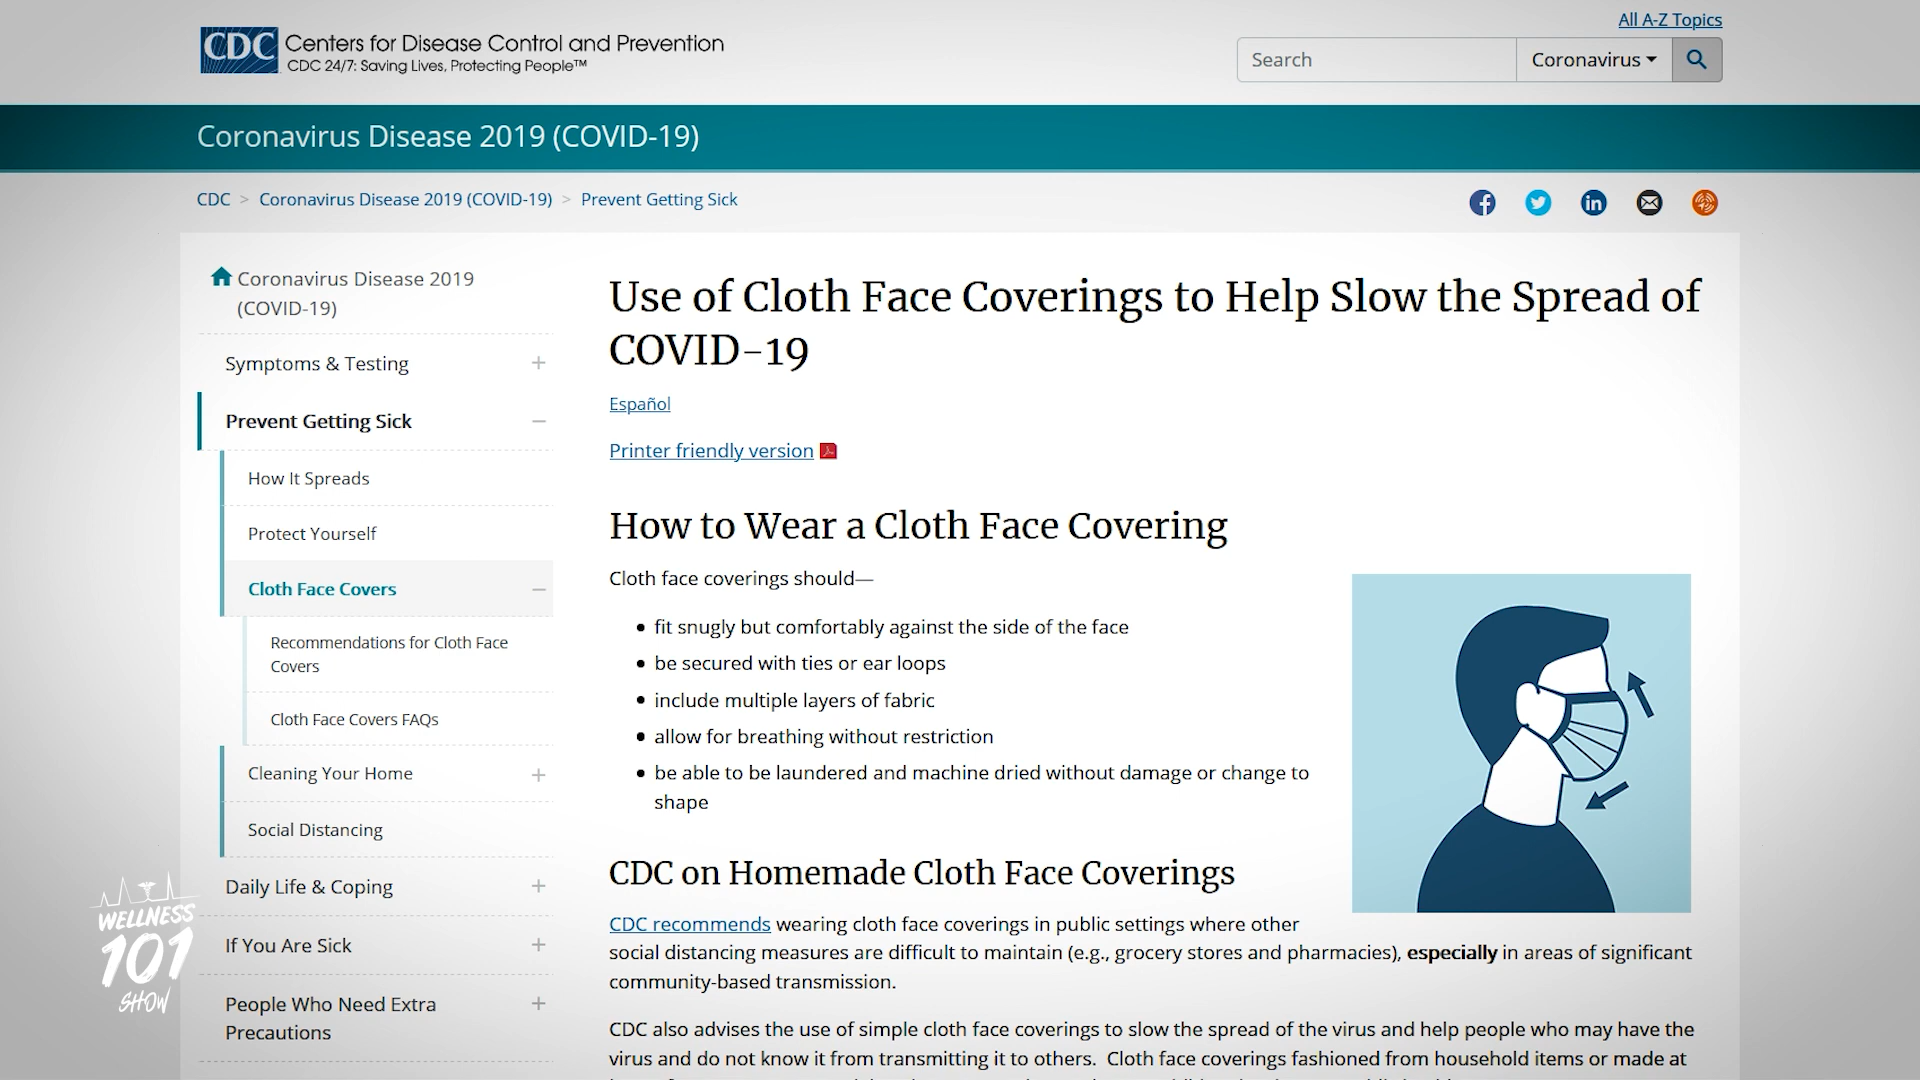 All A-Z Topics
CDC
Centers for Disease Control and Prevention
CDC 24/7: Saving Lives, Protecting People™
Search
Coronavirus
Coronavirus Disease 2019 (COVID-19)
CDC > Coronavirus Disease 2019 (COVID-19) > Prevent Getting Sick
Coronavirus Disease 2019
(COVID-19)
Symptoms & Testing
Prevent Getting Sick
How It Spreads
Protect Yourself
Cloth Face Covers
Recommendations for Cloth Face
Covers
Cloth Face Covers FAQs
Cleaning Your Home
Social Distancing
Daily Life & Coping
If You Are Sick
People Who Need Extra
Precautions
Use of Cloth Face Coverings to Help Slow the Spread of
COVID-19
Español
Printer friendly version
How to Wear a Cloth Face Covering
Cloth face coverings should—
• fit snugly but comfortably against the side of the face
• be secured with ties or ear loops
• include multiple layers of fabric
• allow for breathing without restriction
• be able to be laundered and machine dried without damage or change to
shape
CDC on Homemade Cloth Face Coverings
CDC recommends wearing cloth face coverings in public settings where other
social distancing measures are difficult to maintain (e.g., grocery stores and pharmacies), especially in areas of significant
community-based transmission.
CDC also advises the use of simple cloth face coverings to slow the spread of the virus and help people who may have the
virus and do not know it from transmitting it to others. Cloth face coverings fashioned from household items or made at
WELLNESS
101
SHOW